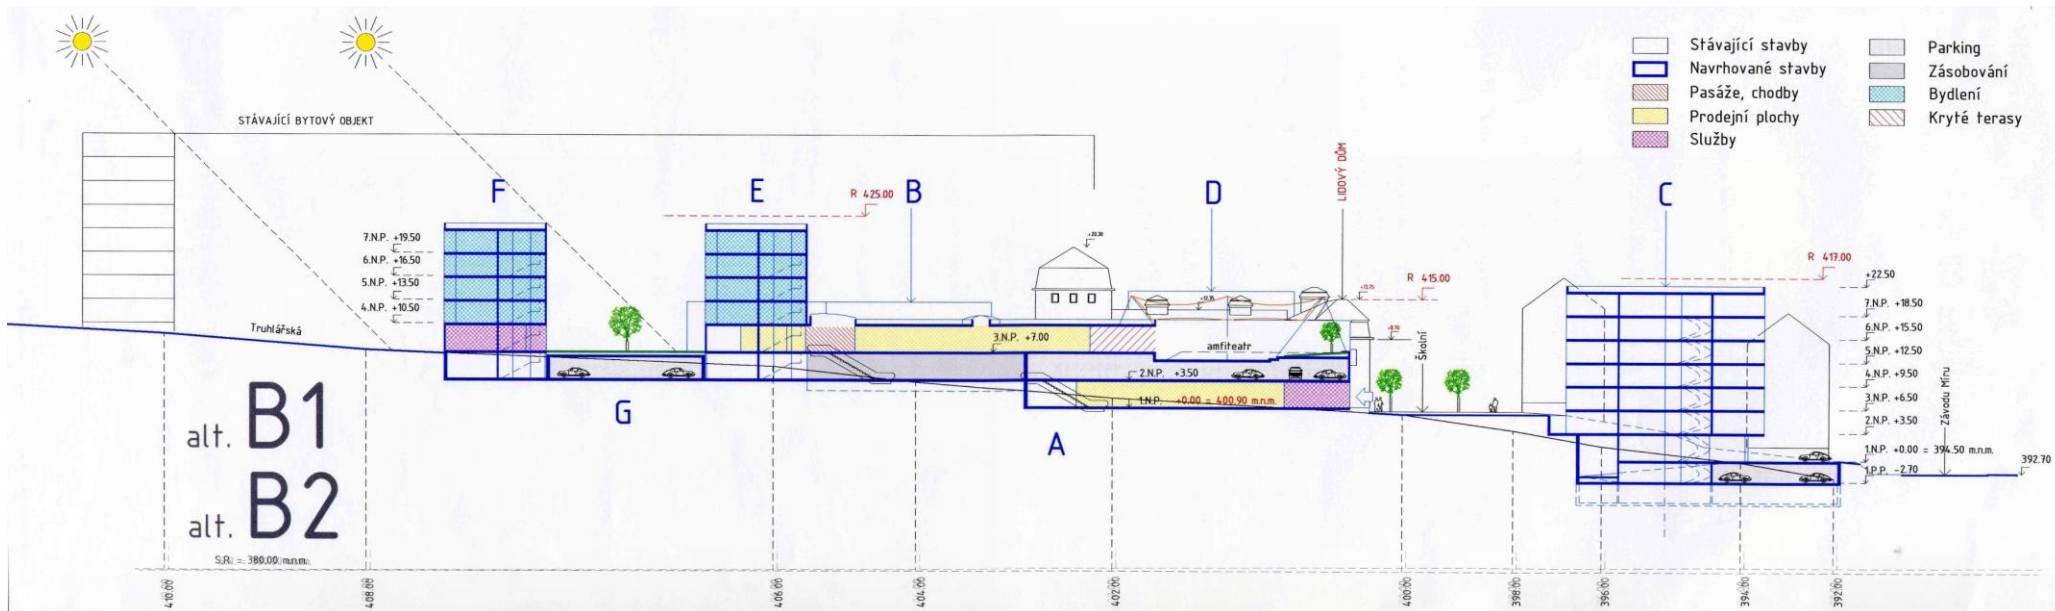 Stávající stavby
Navrhované stavby
Pasáže, chodby
Prodejní plochy
Služby
Parking
Zásobování
Bydlení
Kryté terasy
STÁVAJÍCÍ BYTOVÝ OBJEKT
F
E
R 425.00
B
D
LIDOVÝ DŮM
C
R 417.00
R 415.00
+22.50
7.N.P. +19.50
6.N.P. +16.50
5.N.P. +13.50
4.N.P. +10.50
7.N.P. +18.50
6.N.P. +15.50
5.N.P. +12.50
4.N.P. +9.50
3.N.P. +6.50
2.N.P. +3.50
1.N.P. +0.00 = 394.50 m.n.m.
1.P.P. -2.70
Závodu Míru
392.70
Truhlářská
3.N.P. +7.00
amfiteatr
Školní
2.N.P. +3.50
1.N.P. +0.00 = 400.90 m.n.m.
G
A
alt. B1
alt. B2
S.R. = 380.00 m.n.m.
410.00
408.00
406.00
404.00
402.00
400.00
398.00
396.00
394.00
392.00